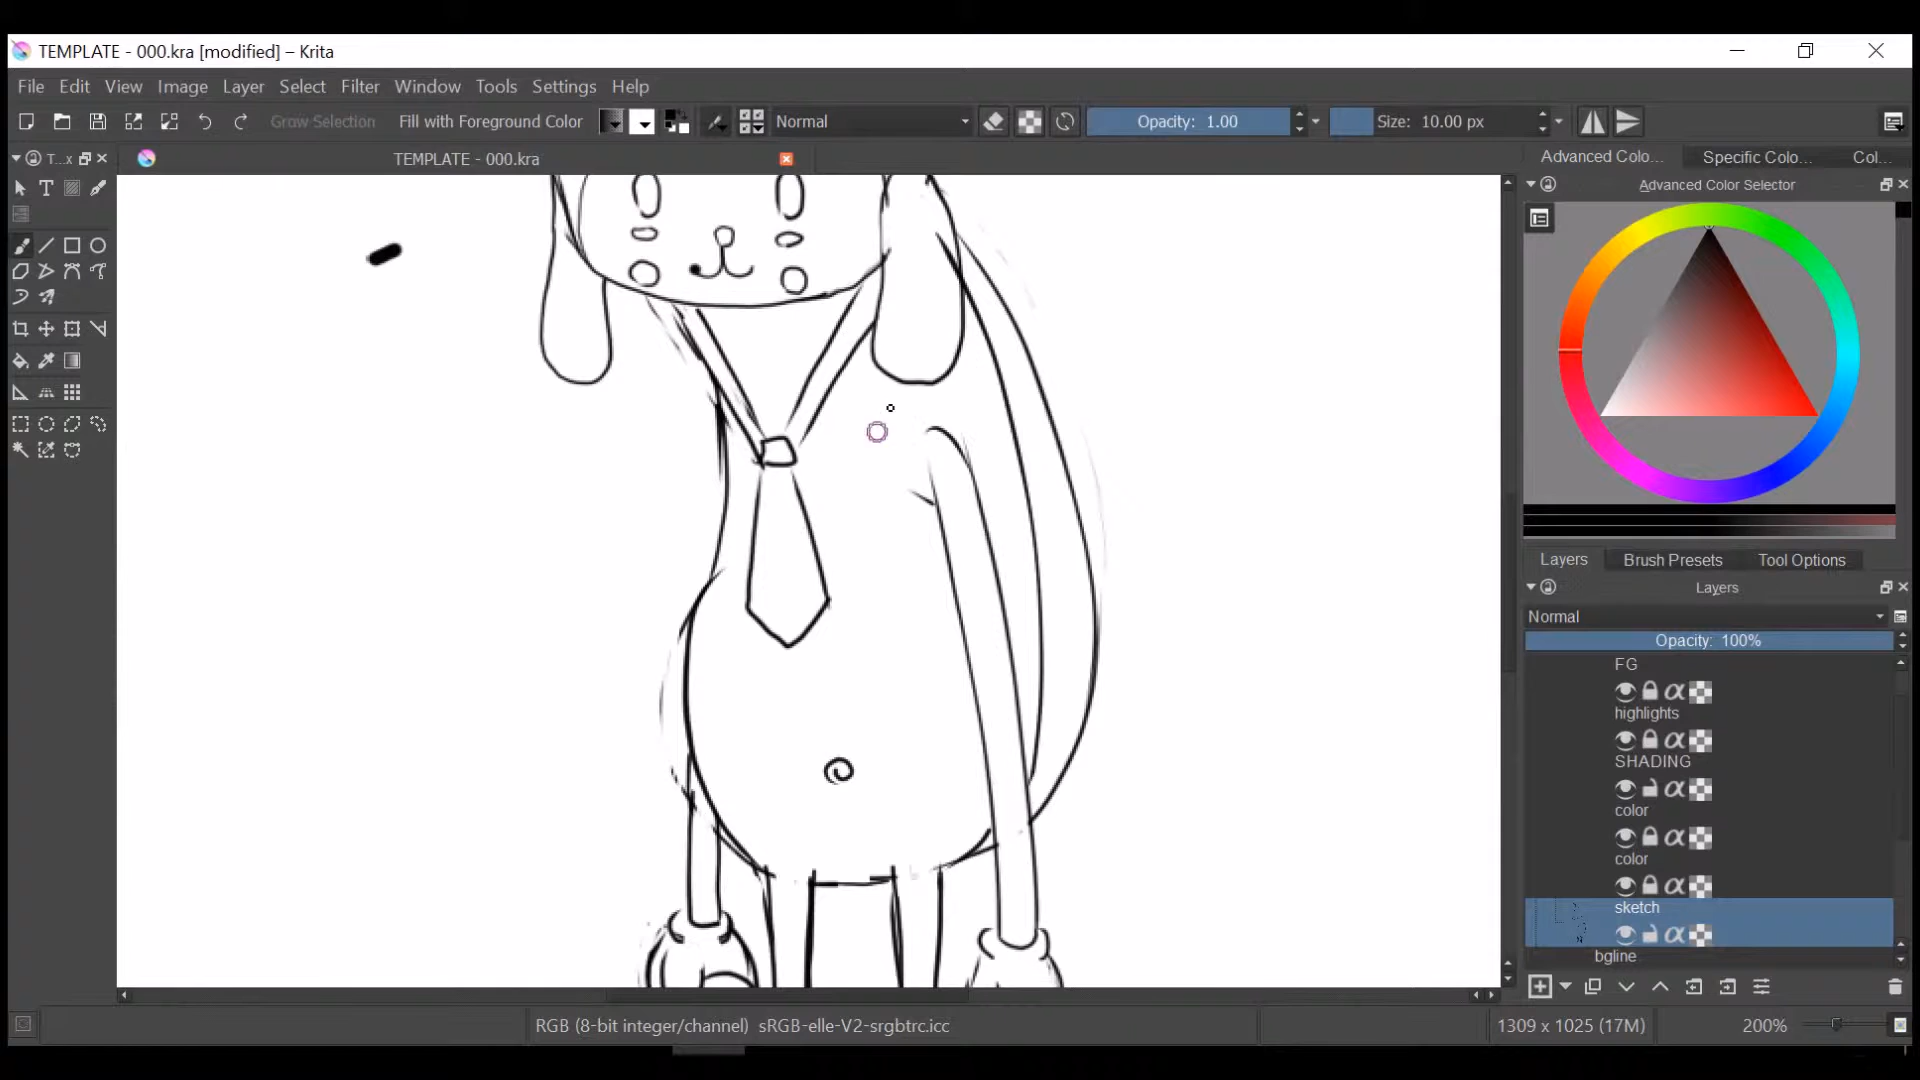 TEMPLATE - 000.kra [modified] – Krita
File Edit View Image Layer Select Filter Paint Window Tools Settings Help
Grow Selection Fill with Foreground Color Normal Opacity: 1.00 Size: 10.00 px
T...x TEMPLATE - 000.kra Advanced Colo... Specific Colo... Col...
Advanced Color Selector
Layers Brush Presets Tool Options
Layers
Normal
Opacity: 100%
FG
highlights
SHADING
color
color
sketch
bgline
RGB (8-bit integer/channel) sRGB-elle-V2-srgbtrc.icc 1309 x 1025 (17M) 200%